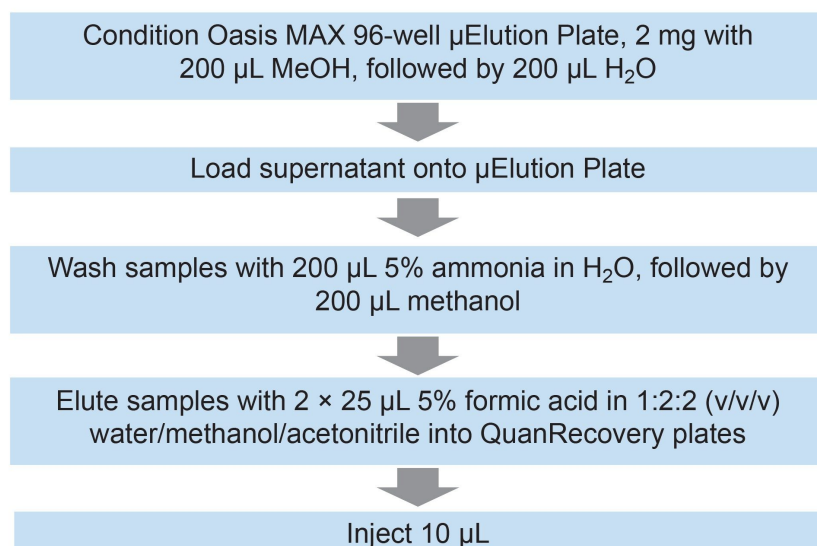 Condition Oasis MAX 96-well µElution Plate, 2 mg with
200 µL MeOH, followed by 200 µL H₂O
Load supernatant onto µElution Plate
Wash samples with 200 µL 5% ammonia in H₂O, followed by
200 µL methanol
Elute samples with 2 × 25 µL 5% formic acid in 1:2:2 (v/v/v)
water/methanol/acetonitrile into QuanRecovery plates
Inject 10 µL